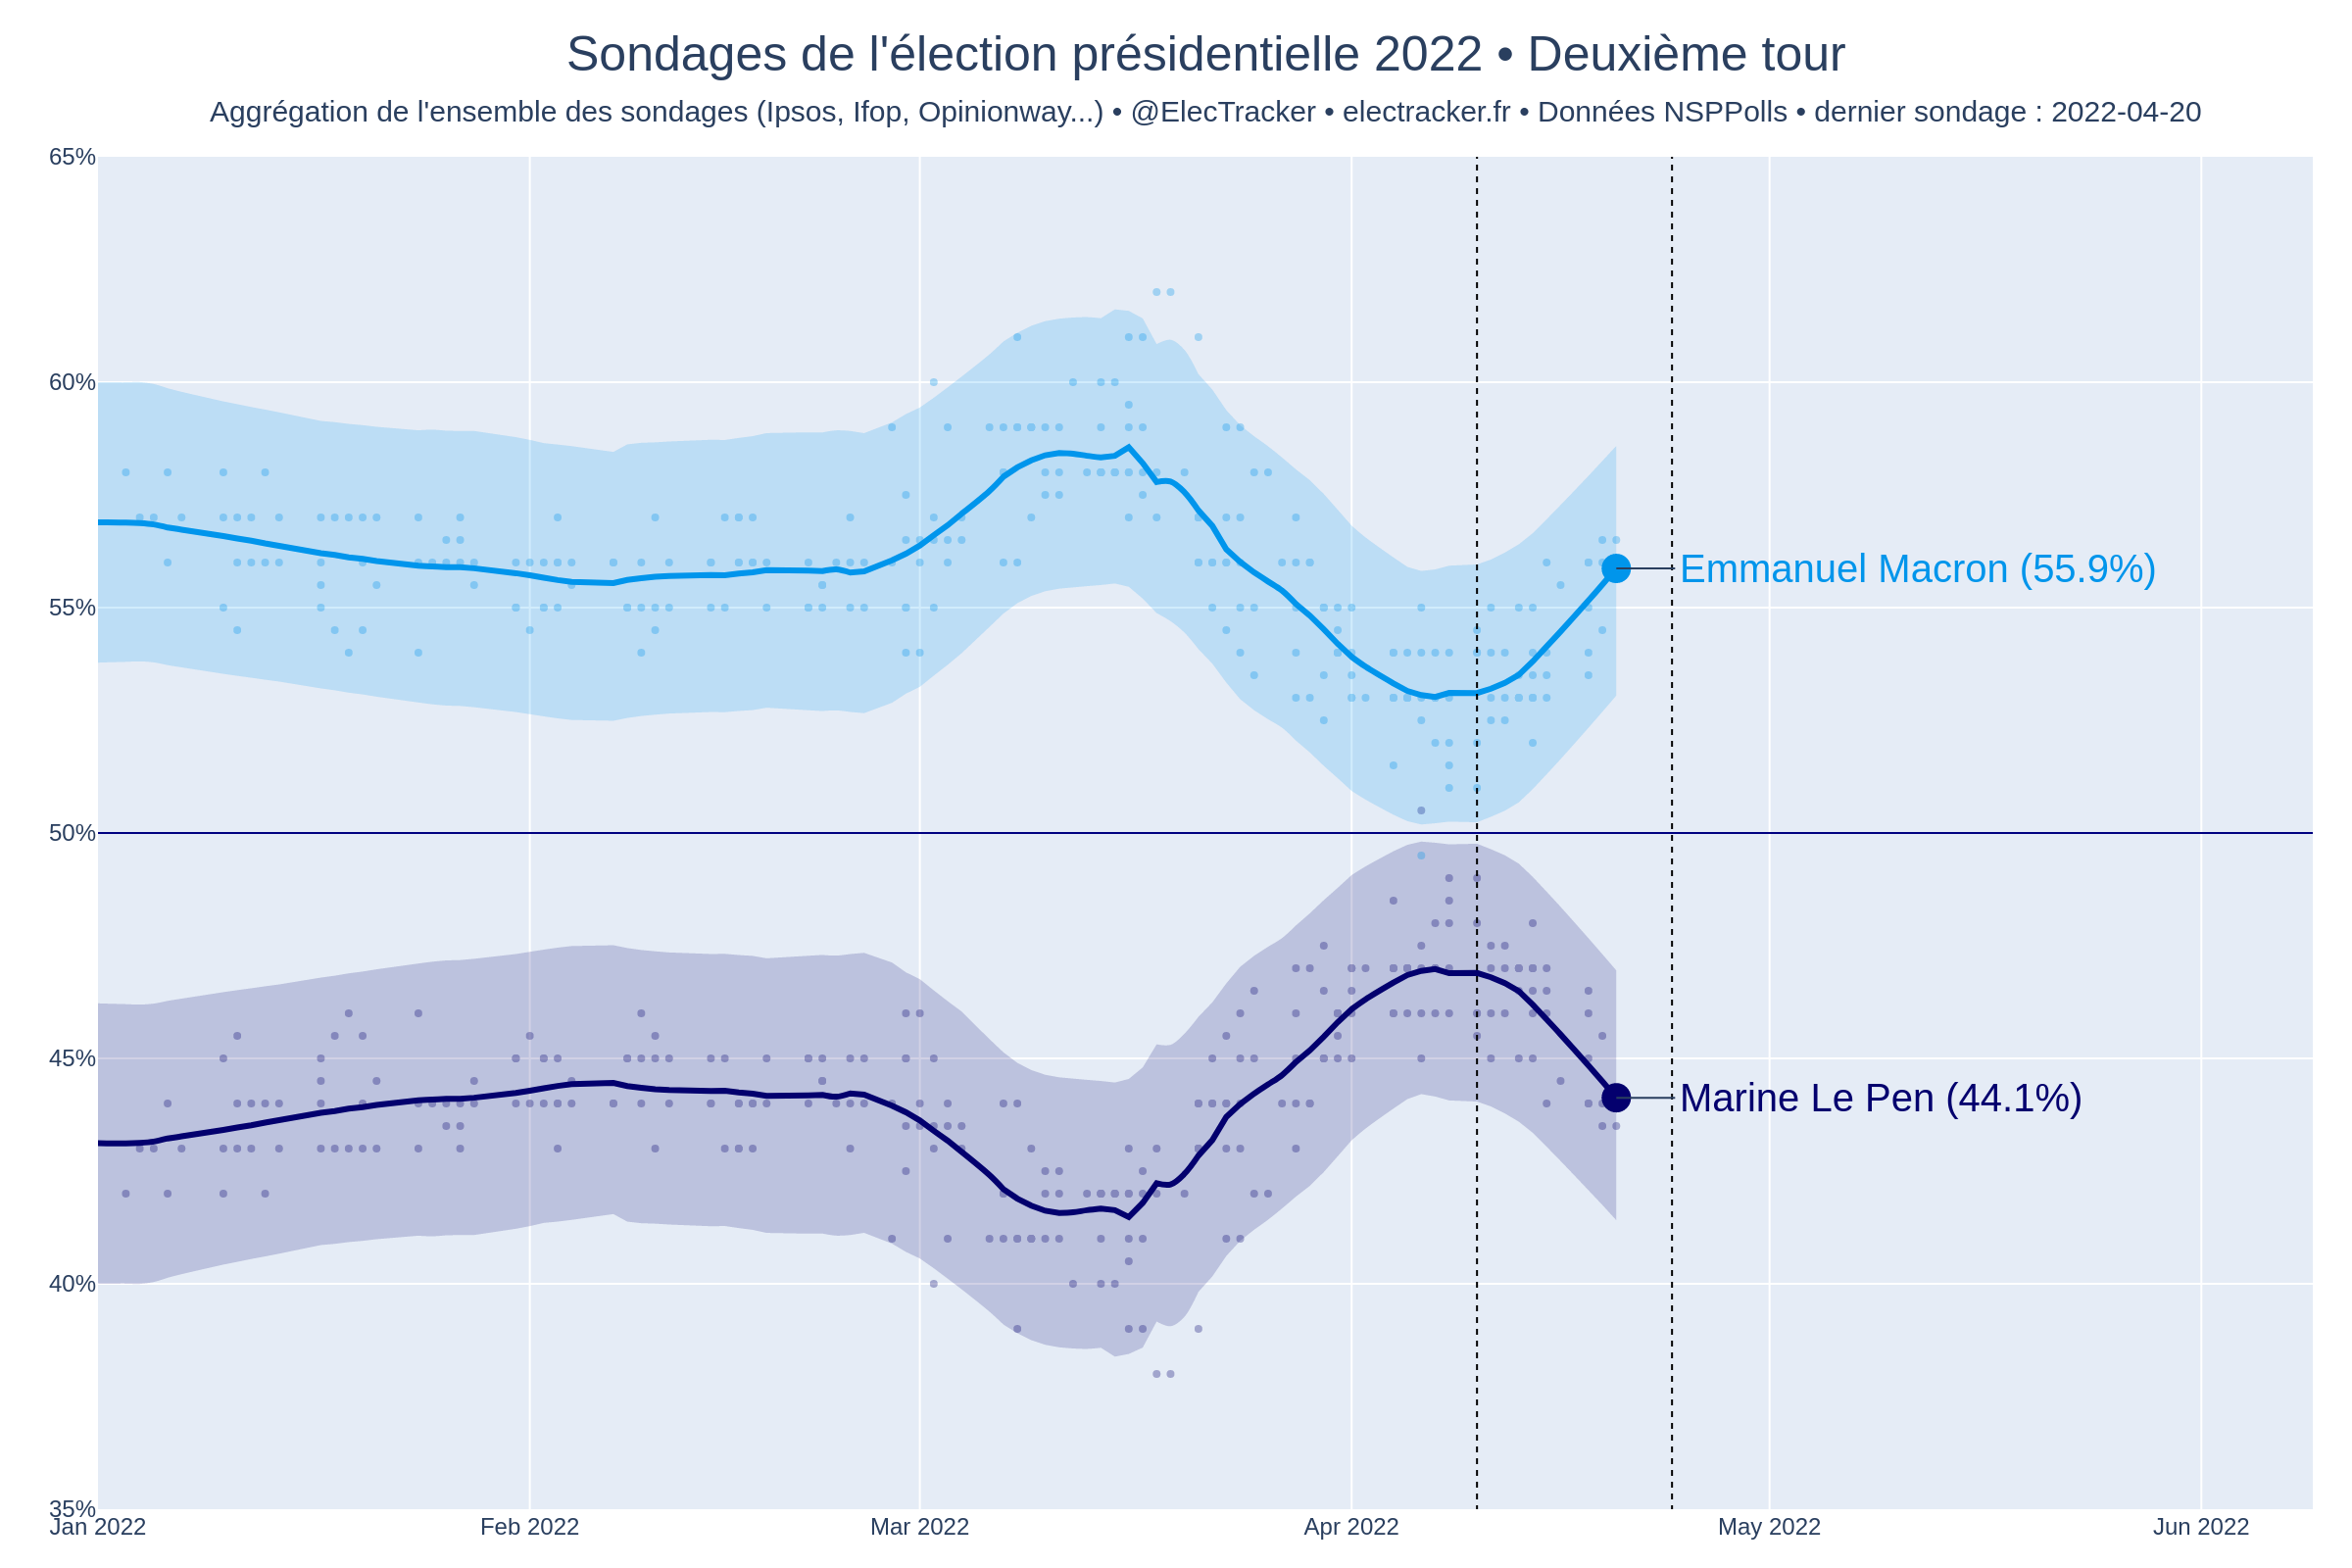 Sondages de l'élection présidentielle 2022 • Deuxième tour
Aggrégation de l'ensemble des sondages (Ipsos, Ifop, Opinionway...) • @ElecTracker • electracker.fr • Données NSPPolls • dernier sondage : 2022-04-20
65%
60%
55%
Emmanuel Macron (55.9%)
50%
45%
Marine Le Pen (44.1%)
40%
35%
Jan 2022 Feb 2022 Mar 2022 Apr 2022 May 2022 Jun 2022